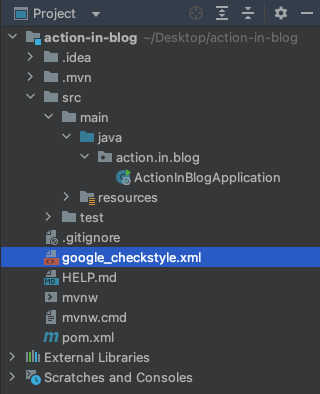 Project
action-in-blog ~/Desktop/action-in-blog
.idea
.mvn
src
main
java
action.in.blog
ActionInBlogApplication
resources
test
.gitignore
google_checkstyle.xml
HELP.md
mvnw
mvnw.cmd
pom.xml
External Libraries
Scratches and Consoles